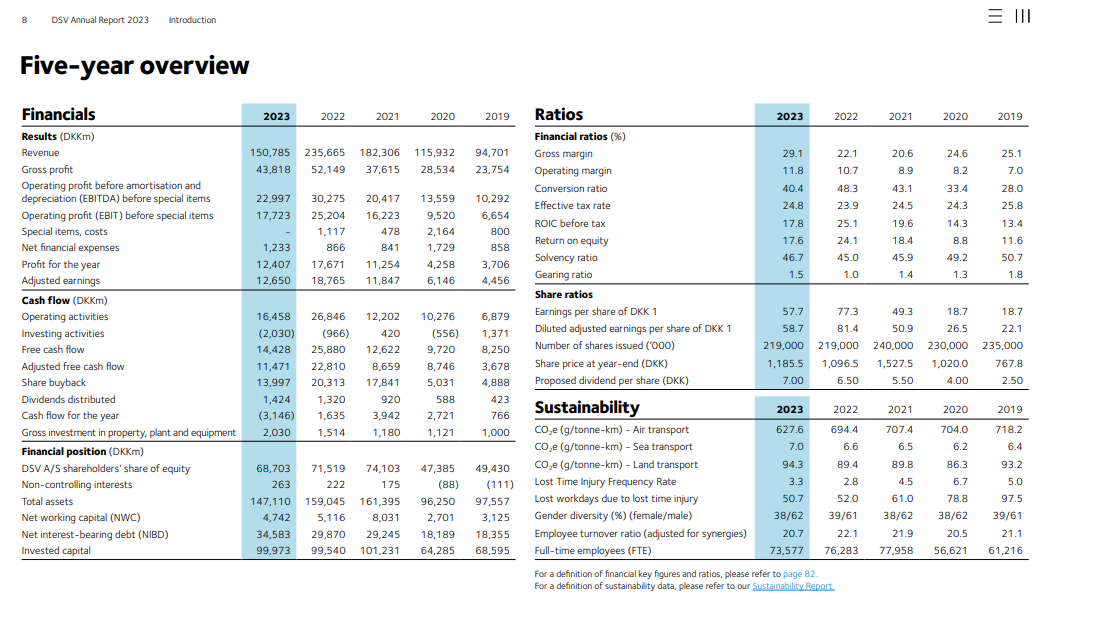 8 DSV Annual Report 2023 Introduction
Five-year overview
Financials 2023 2022 2021 2020 2019
Results (DKKm)
Revenue 150,785 235,665 182,306 115,932 94,701
Gross profit 43,818 52,149 37,615 28,534 23,754
Operating profit before amortisation and
depreciation (EBITDA) before special items 22,997 30,275 20,417 13,559 10,292
Operating profit (EBIT) before special items 17,723 25,204 16,223 9,520 6,654
Special items, costs – 1,117 478 2,164 800
Net financial expenses 1,233 866 841 1,729 858
Profit for the year 12,407 17,671 11,254 4,258 3,706
Adjusted earnings 12,650 18,765 11,847 6,146 4,456
Cash flow (DKKm)
Operating activities 16,458 26,846 12,202 10,276 6,879
Investing activities (2,030) (966) 420 (556) 1,371
Free cash flow 14,428 25,880 12,622 9,720 8,250
Adjusted free cash flow 11,471 22,810 8,659 8,746 3,678
Share buyback 13,997 20,313 17,841 5,031 4,888
Dividends distributed 1,424 1,320 920 588 423
Cash flow for the year (3,146) 1,635 3,942 2,721 766
Gross investment in property, plant and equipment 2,030 1,514 1,180 1,121 1,000
Financial position (DKKm)
DSV A/S shareholders' share of equity 68,703 71,519 74,103 47,385 49,430
Non-controlling interests 263 222 175 (88) (111)
Total assets 147,110 159,045 161,395 96,250 97,557
Net working capital (NWC) 4,742 5,116 8,031 2,701 3,125
Net interest-bearing debt (NIBD) 34,583 29,870 29,245 18,189 18,355
Invested capital 99,973 99,540 101,231 64,285 68,595
Ratios 2023 2022 2021 2020 2019
Financial ratios (%)
Gross margin 29.1 22.1 20.6 24.6 25.1
Operating margin 11.8 10.7 8.9 8.2 7.0
Conversion ratio 40.4 48.3 43.1 33.4 28.0
Effective tax rate 24.8 23.9 24.5 24.3 25.8
ROIC before tax 17.8 25.1 19.6 14.3 13.4
Return on equity 17.6 24.1 18.4 8.8 11.6
Solvency ratio 46.7 45.0 45.9 49.2 50.7
Gearing ratio 1.5 1.0 1.4 1.3 1.8
Share ratios
Earnings per share of DKK 1 57.7 77.3 49.3 18.7 18.7
Diluted adjusted earnings per share of DKK 1 58.7 81.4 50.9 26.5 22.1
Number of shares issued ('000) 219,000 219,000 240,000 230,000 235,000
Share price at year-end (DKK) 1,185.5 1,096.5 1,527.5 1,020.0 767.8
Proposed dividend per share (DKK) 7.00 6.50 5.50 4.00 2.50
Sustainability 2023 2022 2021 2020 2019
CO₂e (g/tonne-km) – Air transport 627.6 694.4 707.4 704.0 718.2
CO₂e (g/tonne-km) – Sea transport 7.0 6.6 6.5 6.2 6.4
CO₂e (g/tonne-km) – Land transport 94.3 89.4 89.8 86.3 93.2
Lost Time Injury Frequency Rate 3.3 2.8 4.5 6.7 5.0
Lost workdays due to lost time injury 50.7 52.0 61.0 78.8 97.5
Gender diversity (%) (female/male) 38/62 39/61 38/62 38/62 39/61
Employee turnover ratio (adjusted for synergies) 20.7 22.1 21.9 20.5 21.1
Full-time employees (FTE) 73,577 76,283 77,958 56,621 61,216
For a definition of financial key figures and ratios, please refer to page 82.
For a definition of sustainability data, please refer to our Sustainability Report.